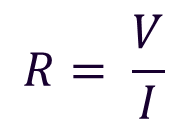 R = V/I